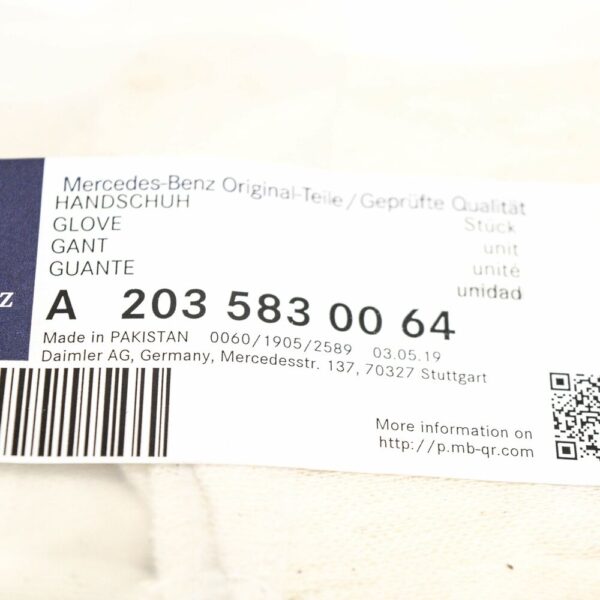 Mercedes-Benz Original-Teile / Geprüfte Qualität
HANDSCHUH Stück
GLOVE unit
GANT unité
GUANTE unidad
z
A 203 583 00 64
Made in PAKISTAN 0060/1905/2589 03.05.19
Daimler AG, Germany, Mercedesstr. 137, 70327 Stuttgart
More information on
http://p.mb-qr.com